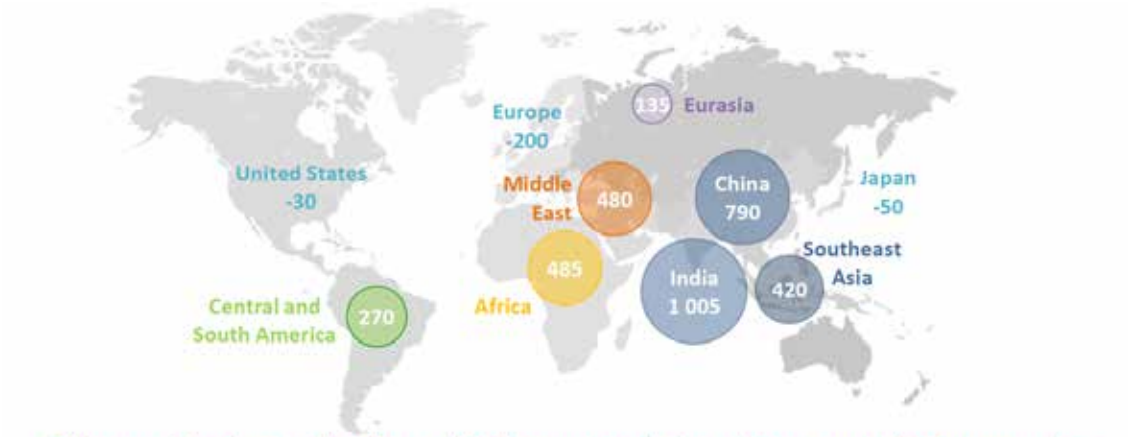 135 Eurasia
Europe
-200
United States
-30
Middle
East
480
China
790
Japan
-50
Southeast
Asia
420
India
1 005
485
Africa
Central and
South America
270